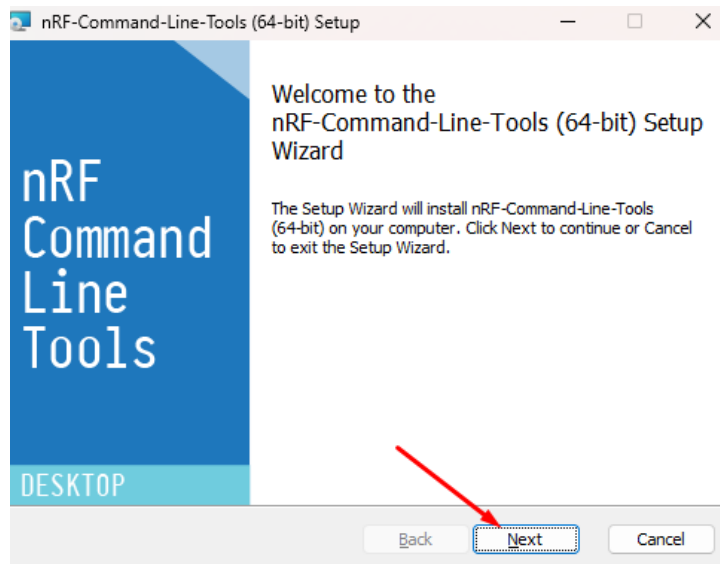 nRF-Command-Line-Tools (64-bit) Setup
nRF
Command
Line
Tools
DESKTOP
Welcome to the
nRF-Command-Line-Tools (64-bit) Setup
Wizard
The Setup Wizard will install nRF-Command-Line-Tools
(64-bit) on your computer. Click Next to continue or Cancel
to exit the Setup Wizard.
Back Next Cancel